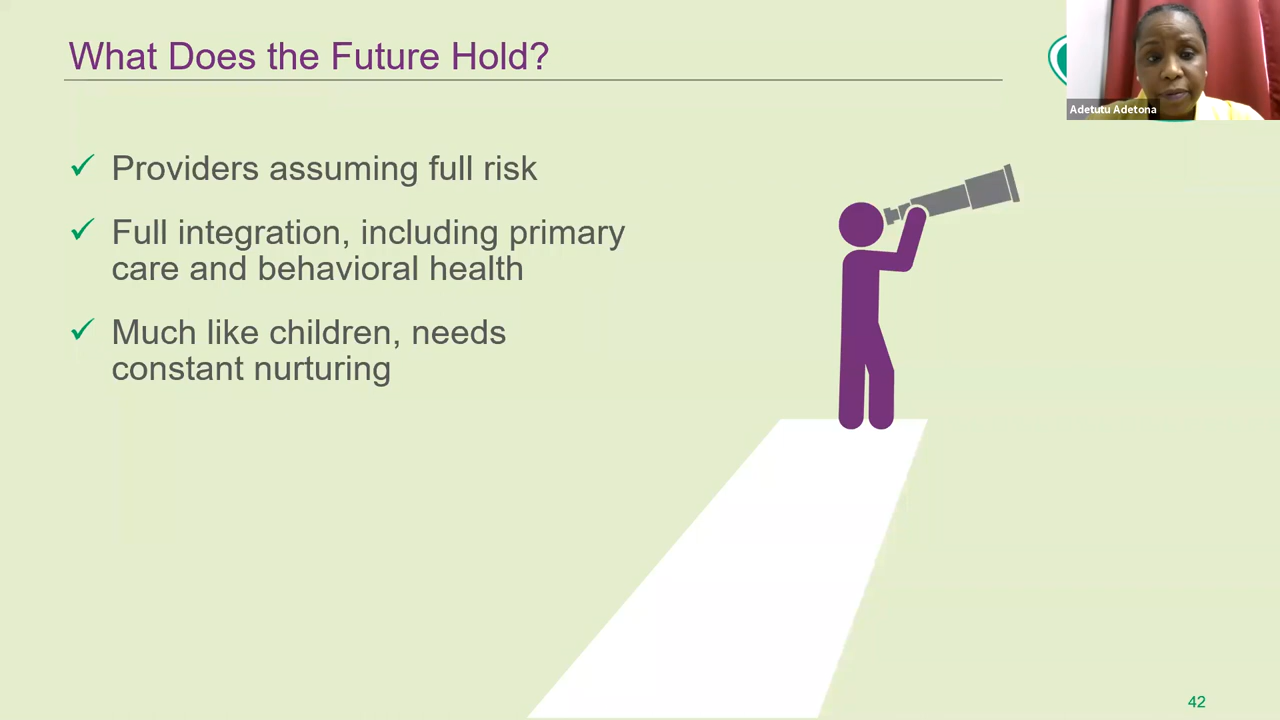 What Does the Future Hold?
Adetutu Adetona
✓ Providers assuming full risk
✓ Full integration, including primary
care and behavioral health
✓ Much like children, needs
constant nurturing
42